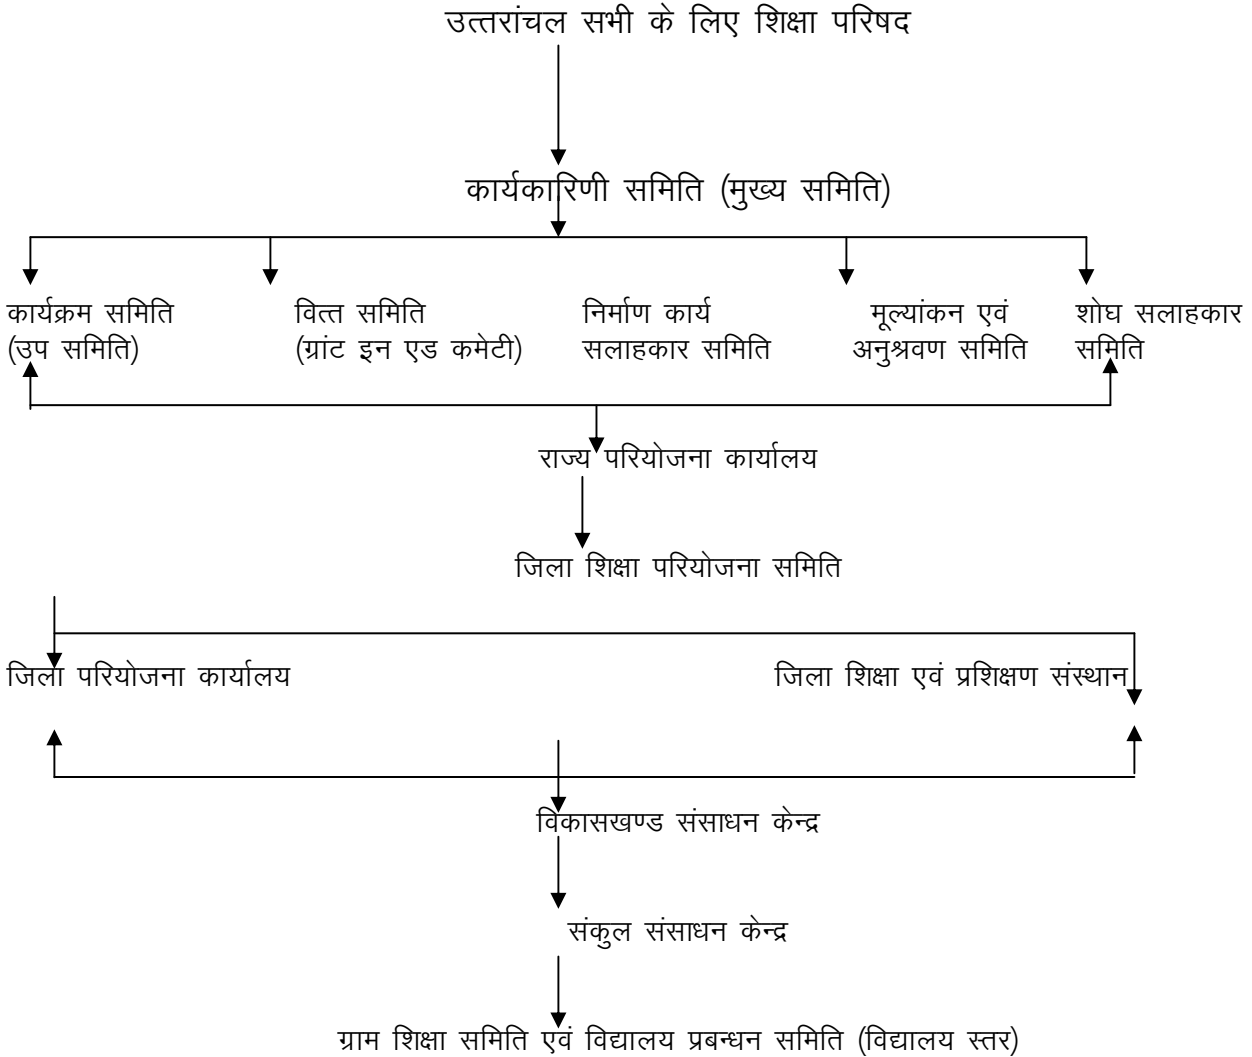 उत्तरांचल सभी के लिए शिक्षा परिषद
कार्यकारिणी समिति (मुख्य समिति)
कार्यक्रम समिति
(उप समिति)
वित्त समिति
(ग्रांट इन एड कमेटी)
निर्माण कार्य
सलाहकार समिति
मूल्यांकन एवं
अनुश्रवण समिति
शोघ सलाहकार
समिति
राज्य परियोजना कार्यालय
जिला शिक्षा परियोजना समिति
जिला परियोजना कार्यालय
जिला शिक्षा एवं प्रशिक्षण संस्थान
विकासखण्ड संसाधन केन्द्र
संकुल संसाधन केन्द्र
ग्राम शिक्षा समिति एवं विद्यालय प्रबन्धन समिति (विद्यालय स्तर)